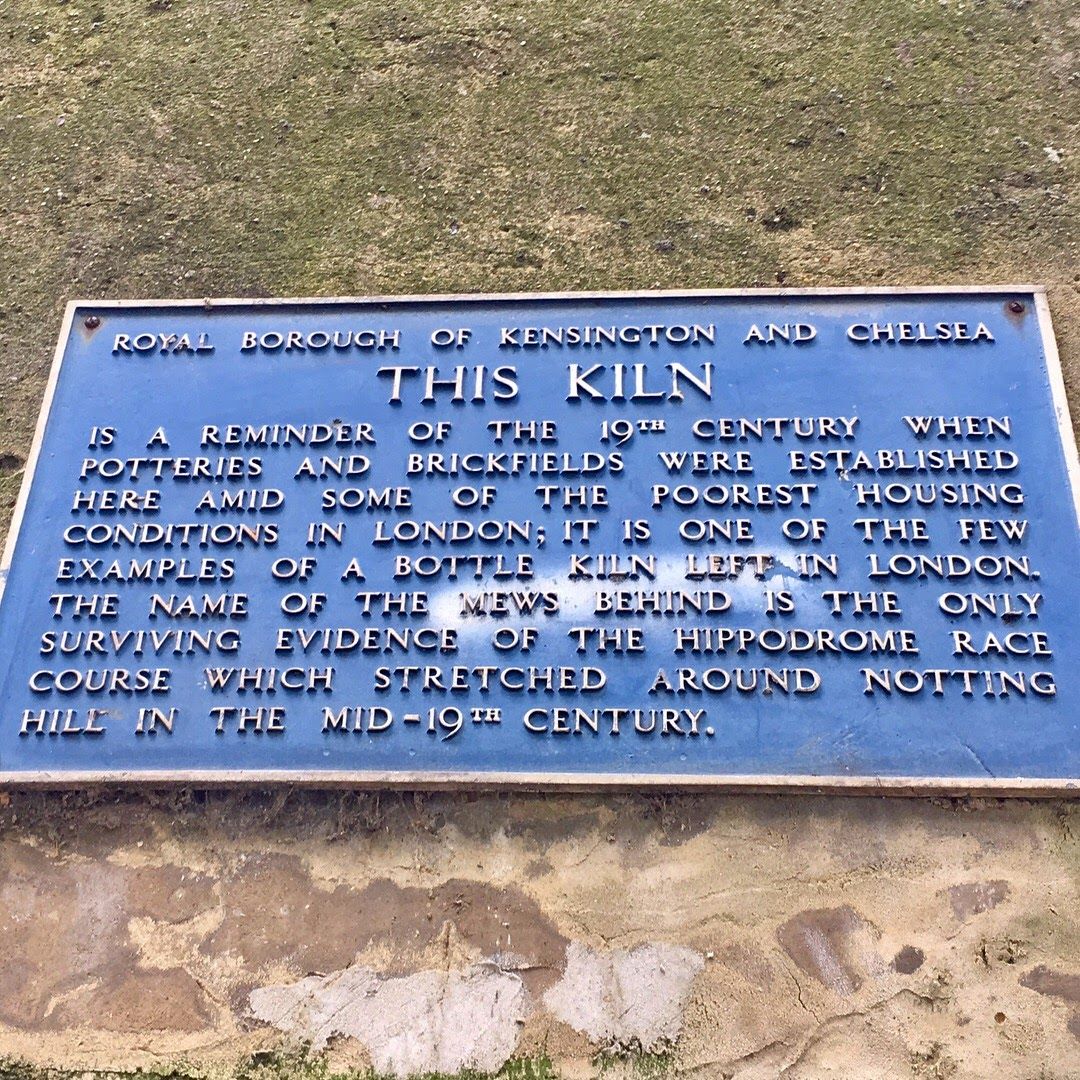 ROYAL BOROUGH OF KENSINGTON AND CHELSEA
THIS KILN
IS A REMINDER OF THE 19TH CENTURY WHEN
POTTERIES AND BRICKFIELDS WERE ESTABLISHED
HERE AMID SOME OF THE POOREST HOUSING
CONDITIONS IN LONDON; IT IS ONE OF THE FEW
EXAMPLES OF A BOTTLE KILN LEFT IN LONDON.
THE NAME OF THE MEWS BEHIND IS THE ONLY
SURVIVING EVIDENCE OF THE HIPPODROME RACE
COURSE WHICH STRETCHED AROUND NOTTING
HILL IN THE MID-19TH CENTURY.